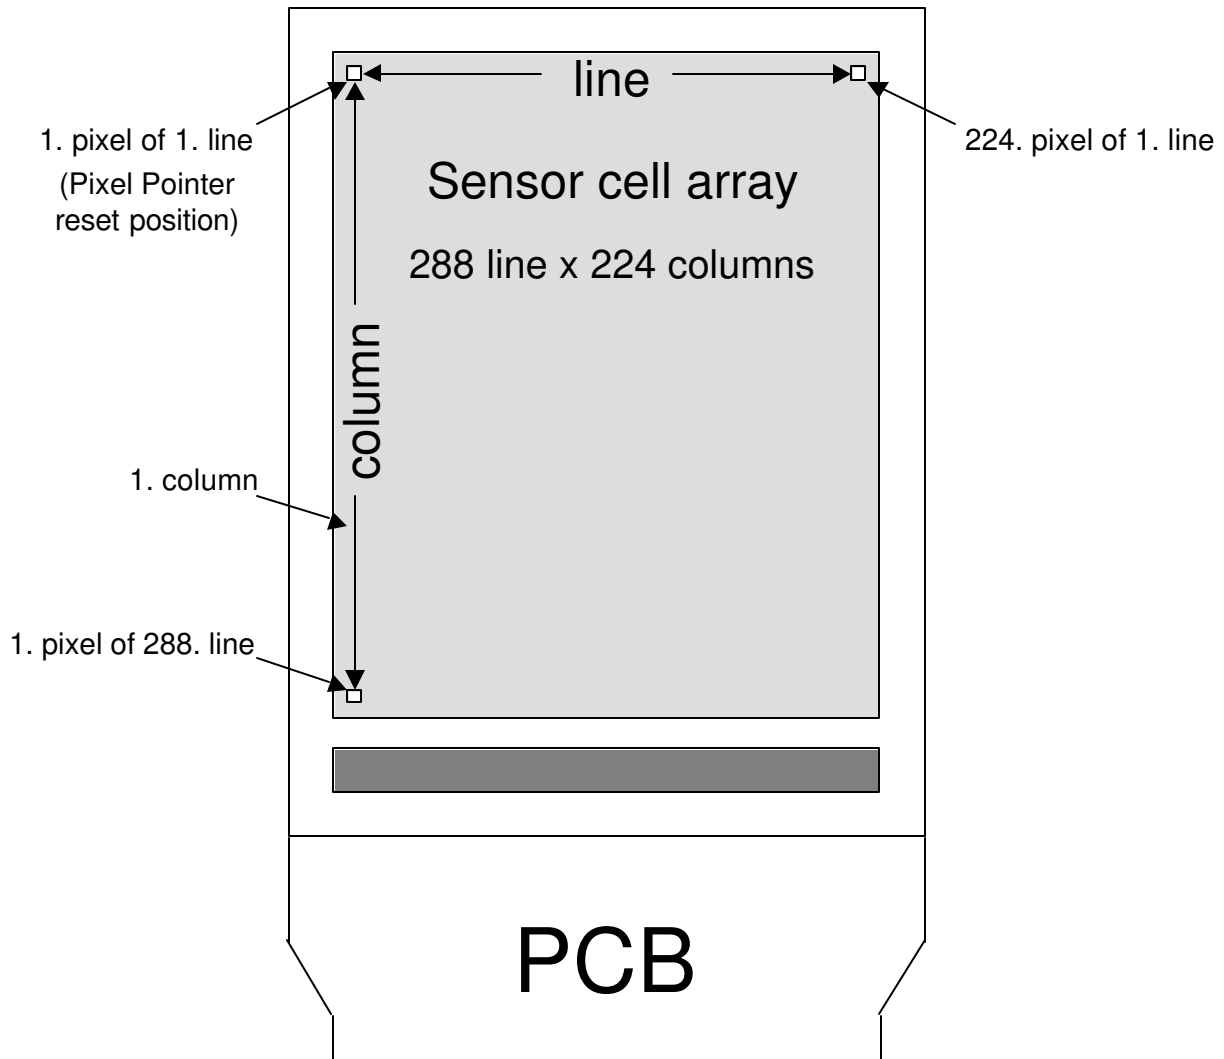 line
1. pixel of 1. line
(Pixel Pointer
reset position)
224. pixel of 1. line
Sensor cell array
288 line x 224 columns
column
1. column
1. pixel of 288. line
PCB